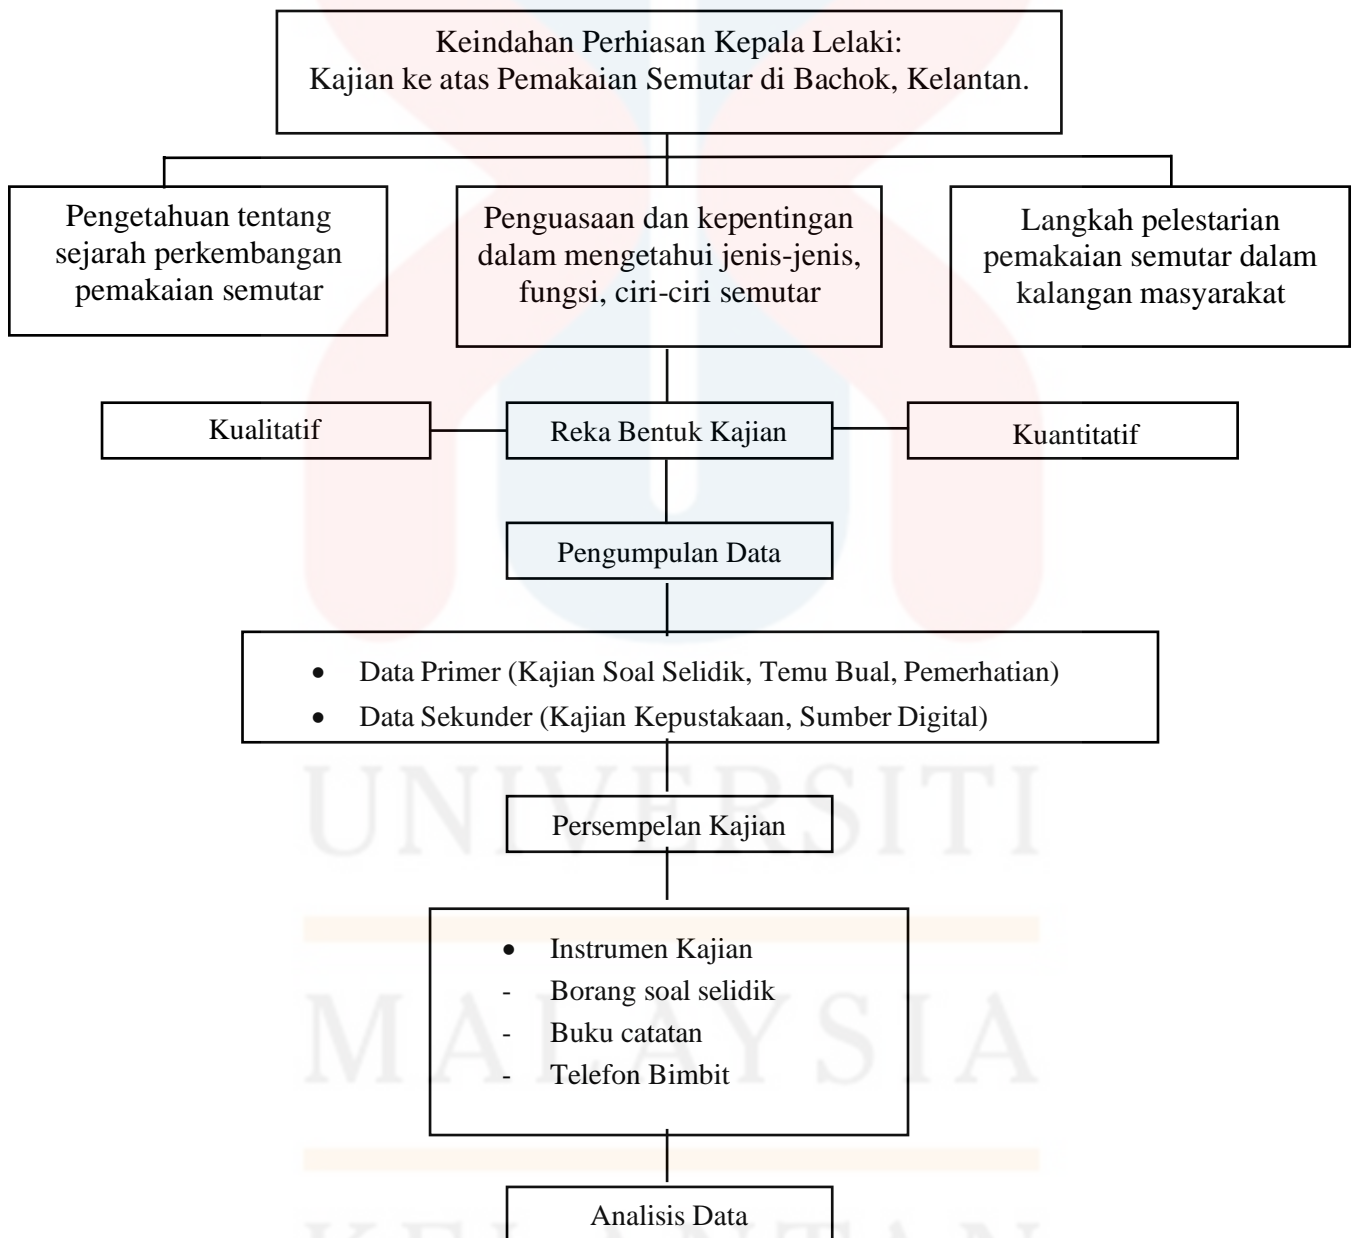 Keindahan Perhiasan Kepala Lelaki:
Kajian ke atas Pemakaian Semutar di Bachok, Kelantan.
Pengetahuan tentang
sejarah perkembangan
pemakaian semutar
Penguasaan dan kepentingan
dalam mengetahui jenis-jenis,
fungsi, ciri-ciri semutar
Langkah pelestarian
pemakaian semutar dalam
kalangan masyarakat
Kualitatif
Reka Bentuk Kajian
Kuantitatif
Pengumpulan Data
• Data Primer (Kajian Soal Selidik, Temu Bual, Pemerhatian)
• Data Sekunder (Kajian Kepustakaan, Sumber Digital)
UNIVERSITI
Persempelan Kajian
• Instrumen Kajian
- Borang soal selidik
MALAYSIA
- Buku catatan
- Telefon Bimbit
Analisis Data
KELANTAN